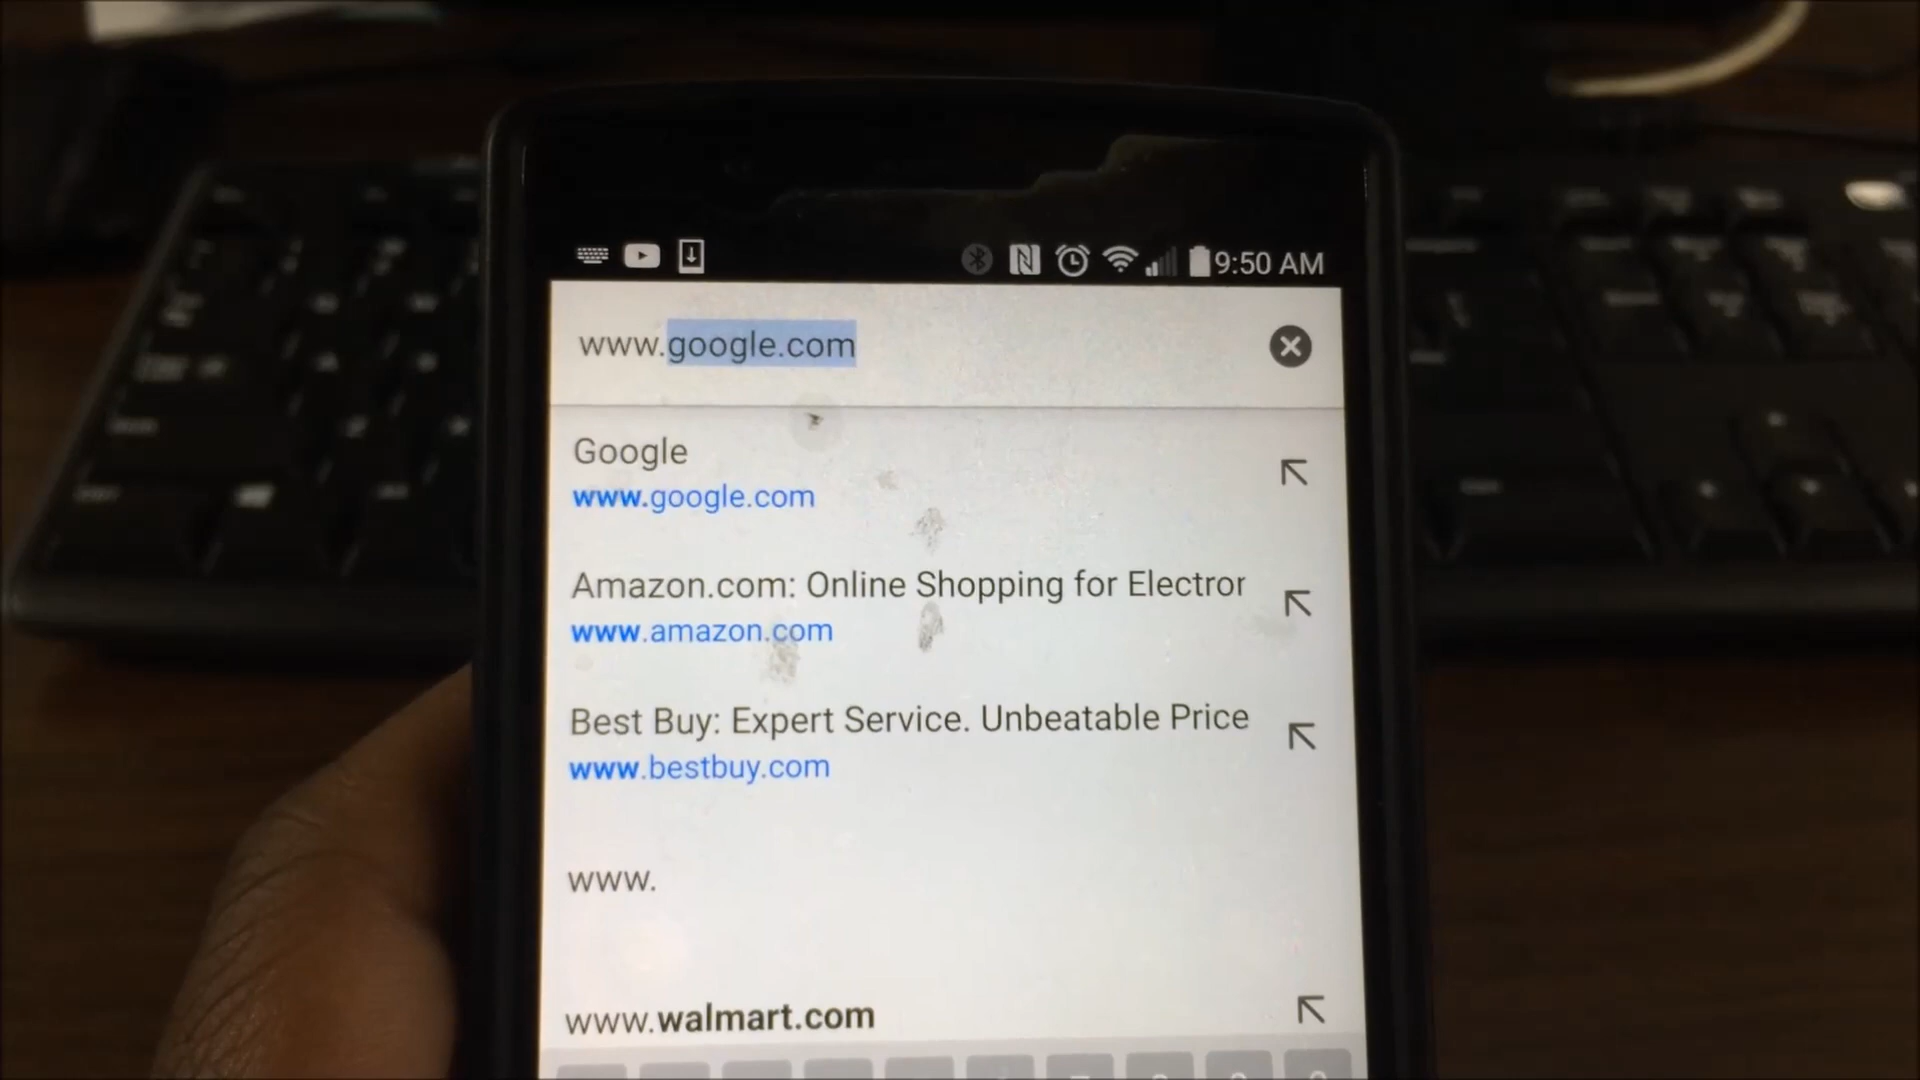 9:50 AM
www.google.com
Google
www.google.com
Amazon.com: Online Shopping for Electror
www.amazon.com
Best Buy: Expert Service. Unbeatable Price
www.bestbuy.com
www.
www.walmart.com